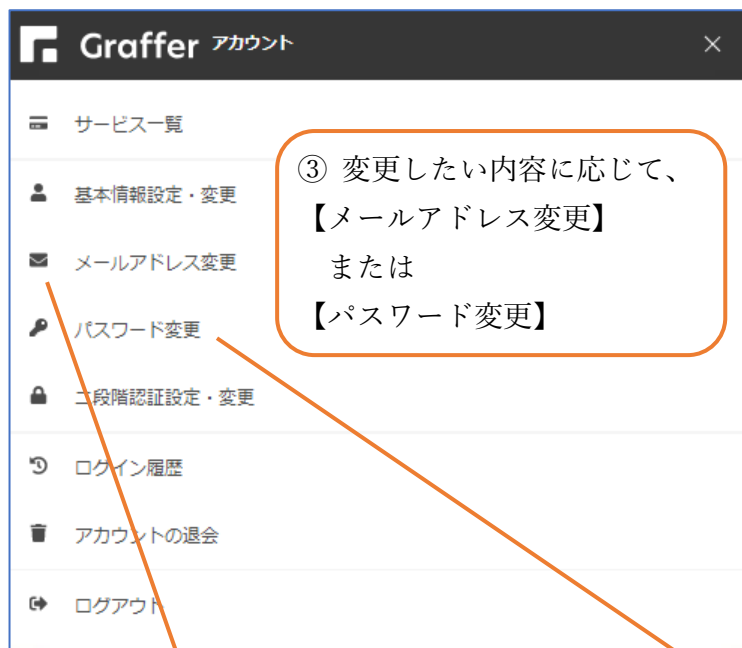 Graffer アカウント
サービス一覧
③ 変更したい内容に応じて、
【メールアドレス変更】
または
【パスワード変更】
基本情報設定・変更
メールアドレス変更
パスワード変更
二段階認証設定・変更
ログイン履歴
アカウントの退会
ログアウト